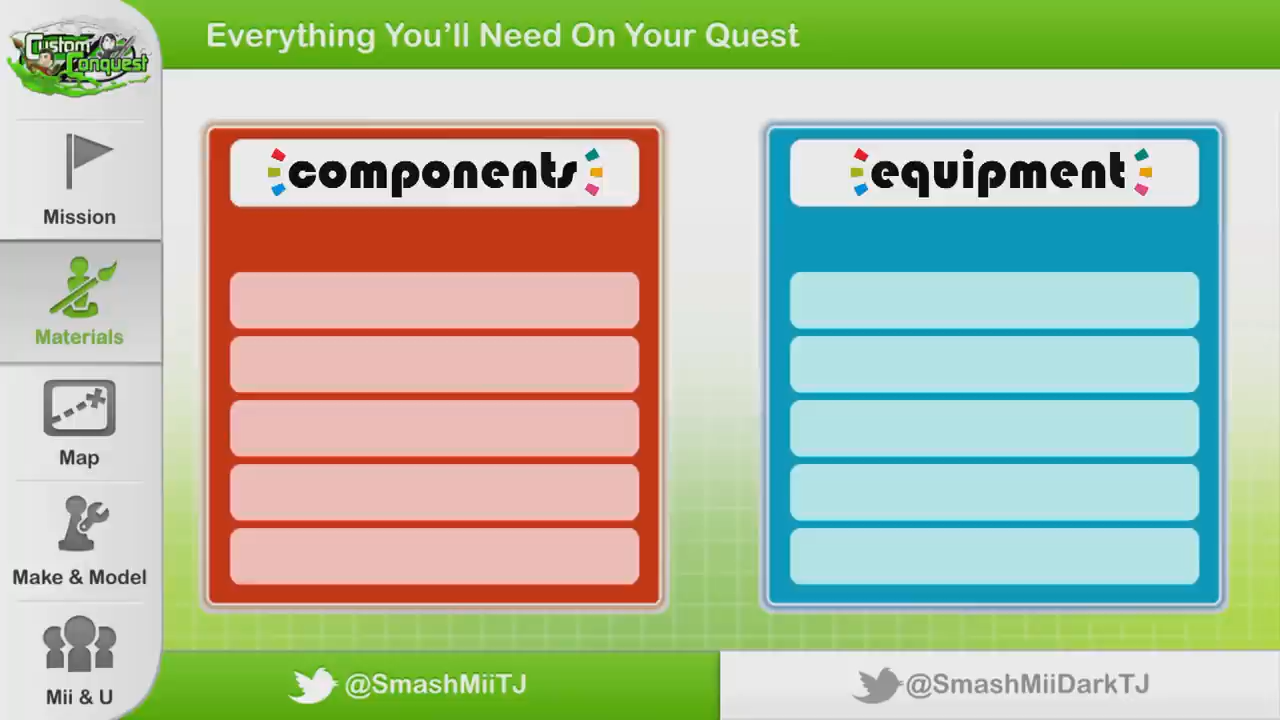 Custom
Conquest
Everything You'll Need On Your Quest
Mission
Materials
Map
Make & Model
Mii & U
components
equipment
@SmashMiiTJ
@SmashMiiDarkTJ